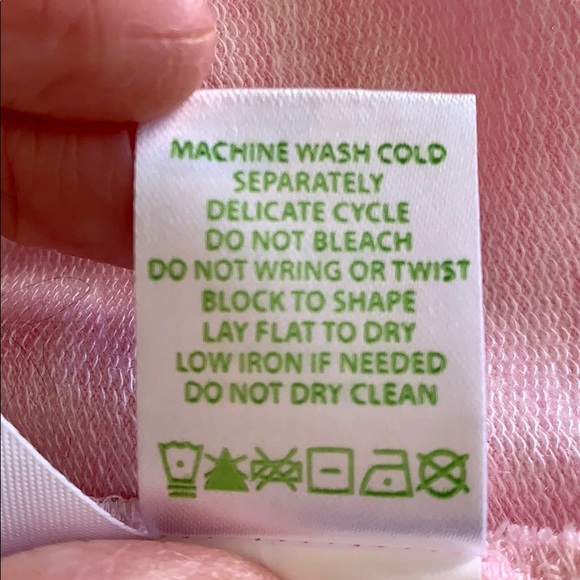 MACHINE WASH COLD
SEPARATELY
DELICATE CYCLE
DO NOT BLEACH
DO NOT WRING OR TWIST
BLOCK TO SHAPE
LAY FLAT TO DRY
LOW IRON IF NEEDED
DO NOT DRY CLEAN